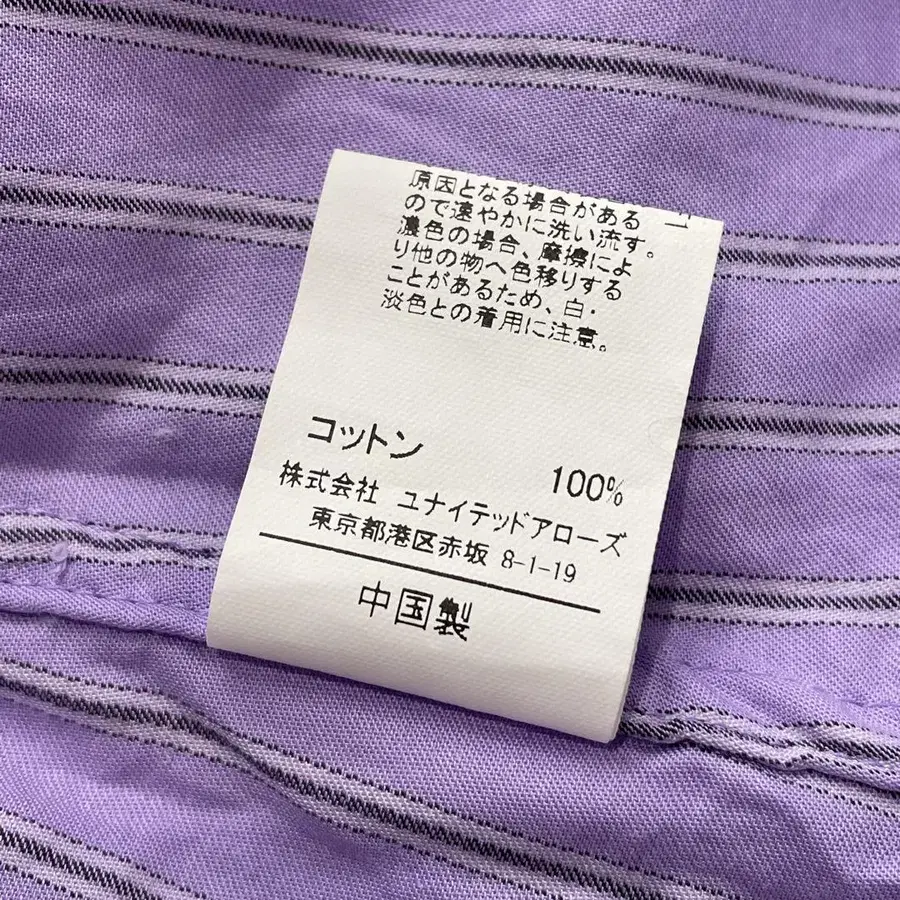 原因となる場合がある
ので速やかに洗い流す。
濃色の場合、摩擦によ
り他の物へ色移りする
ことがあるため、白・
淡色との着用に注意。
コットン
100%
株式会社 ユナイテッドアローズ
東京都港区赤坂 8-1-19
中国製